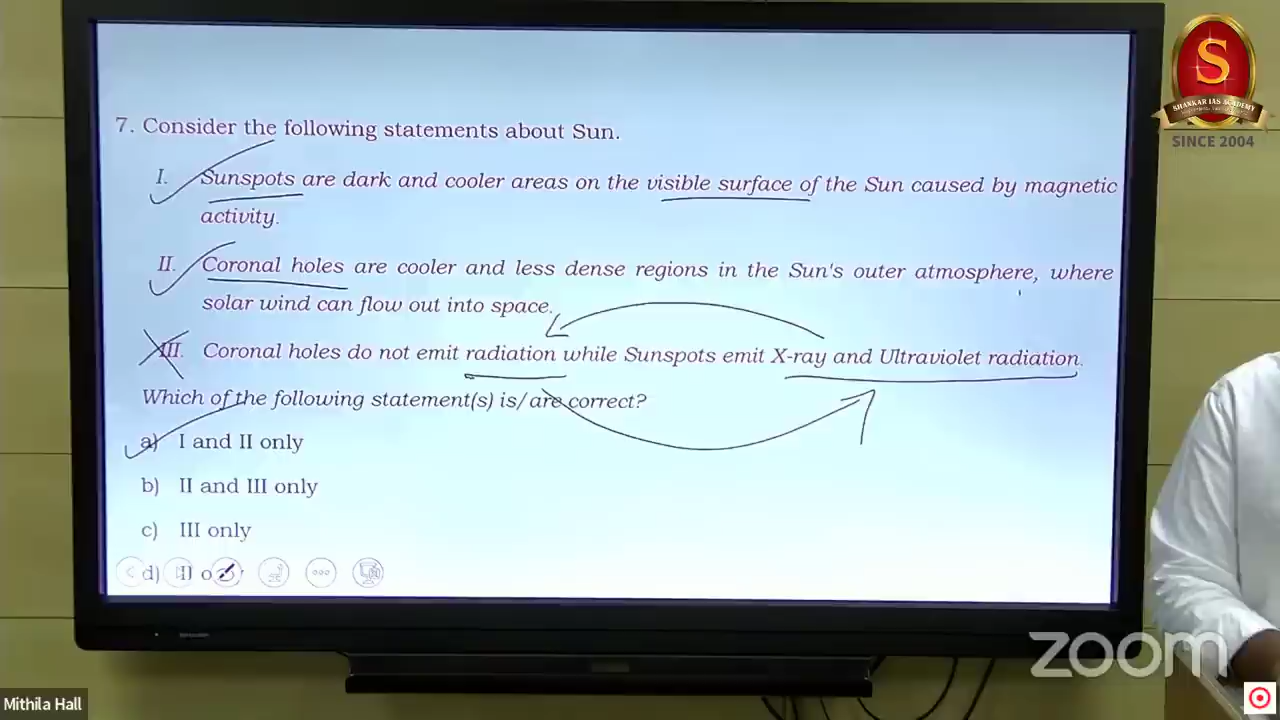 S
SHANKAR IAS ACADEMY
SINCE 2004
7. Consider the following statements about Sun.
I. Sunspots are dark and cooler areas on the visible surface of the Sun caused by magnetic
activity.
II. Coronal holes are cooler and less dense regions in the Sun's outer atmosphere, where
solar wind can flow out into space.
III. Coronal holes do not emit radiation while Sunspots emit X-ray and Ultraviolet radiation.
Which of the following statement(s) is/are correct?
a) I and II only
b) II and III only
c) III only
d) II
zoom
Mithila Hall